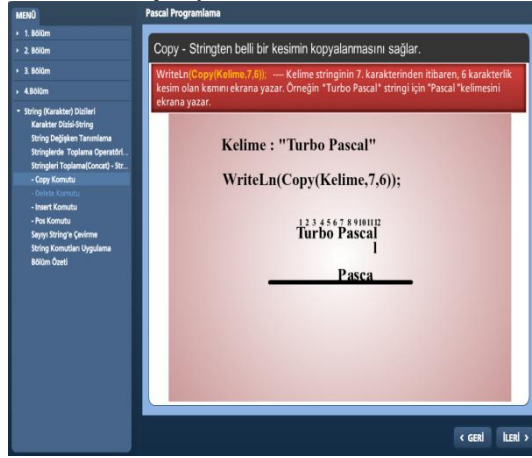 MENÜ
1. Bölüm
2. Bölüm
3. Bölüm
4.Bölüm
String (Karakter) Dizileri
Karakter Dizisi-String
String Değişken Tanımlama
Stringlerde Toplama Operatörl...
Stringleri Toplama(Concat) - Str...
- Copy Komutu
- Delete Komutu
- Insert Komutu
- Pos Komutu
Sayıyı String'e Çevirme
String Komutları Uygulama
Bölüm Özeti
Pascal Programlama
Copy - Stringten belli bir kesimin kopyalanmasını sağlar.
WriteLn(Copy(Kelime,7,6)); ---- Kelime stringinin 7. karakterinden itibaren, 6 karakterlik
kesim olan kısmını ekrana yazar. Örneğin "Turbo Pascal" stringi için "Pascal "kelimesini
ekrana yazar.
Kelime : "Turbo Pascal"
WriteLn(Copy(Kelime,7,6));
1 2 3 4 5 6 7 8 9 10 11 12
Turbo Pascal
l
Pasca
< GERİ
İLERİ >